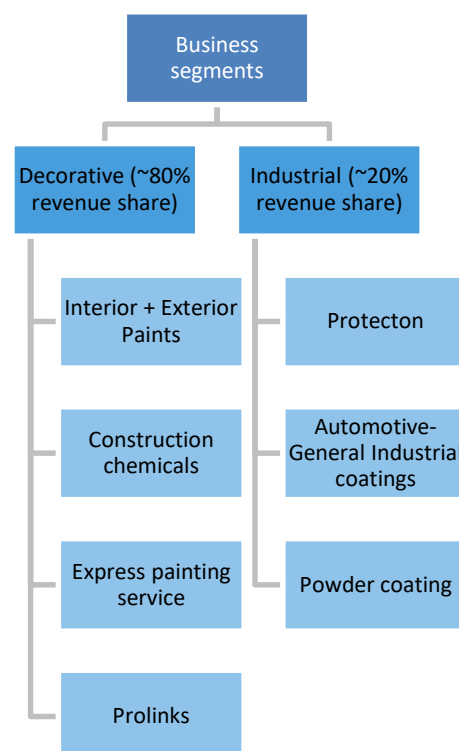 Business
segments
Decorative (~80%
revenue share)
Industrial (~20%
revenue share)
Interior + Exterior
Paints
Construction
chemicals
Express painting
service
Prolinks
Protecton
Automotive-
General Industrial
coatings
Powder coating